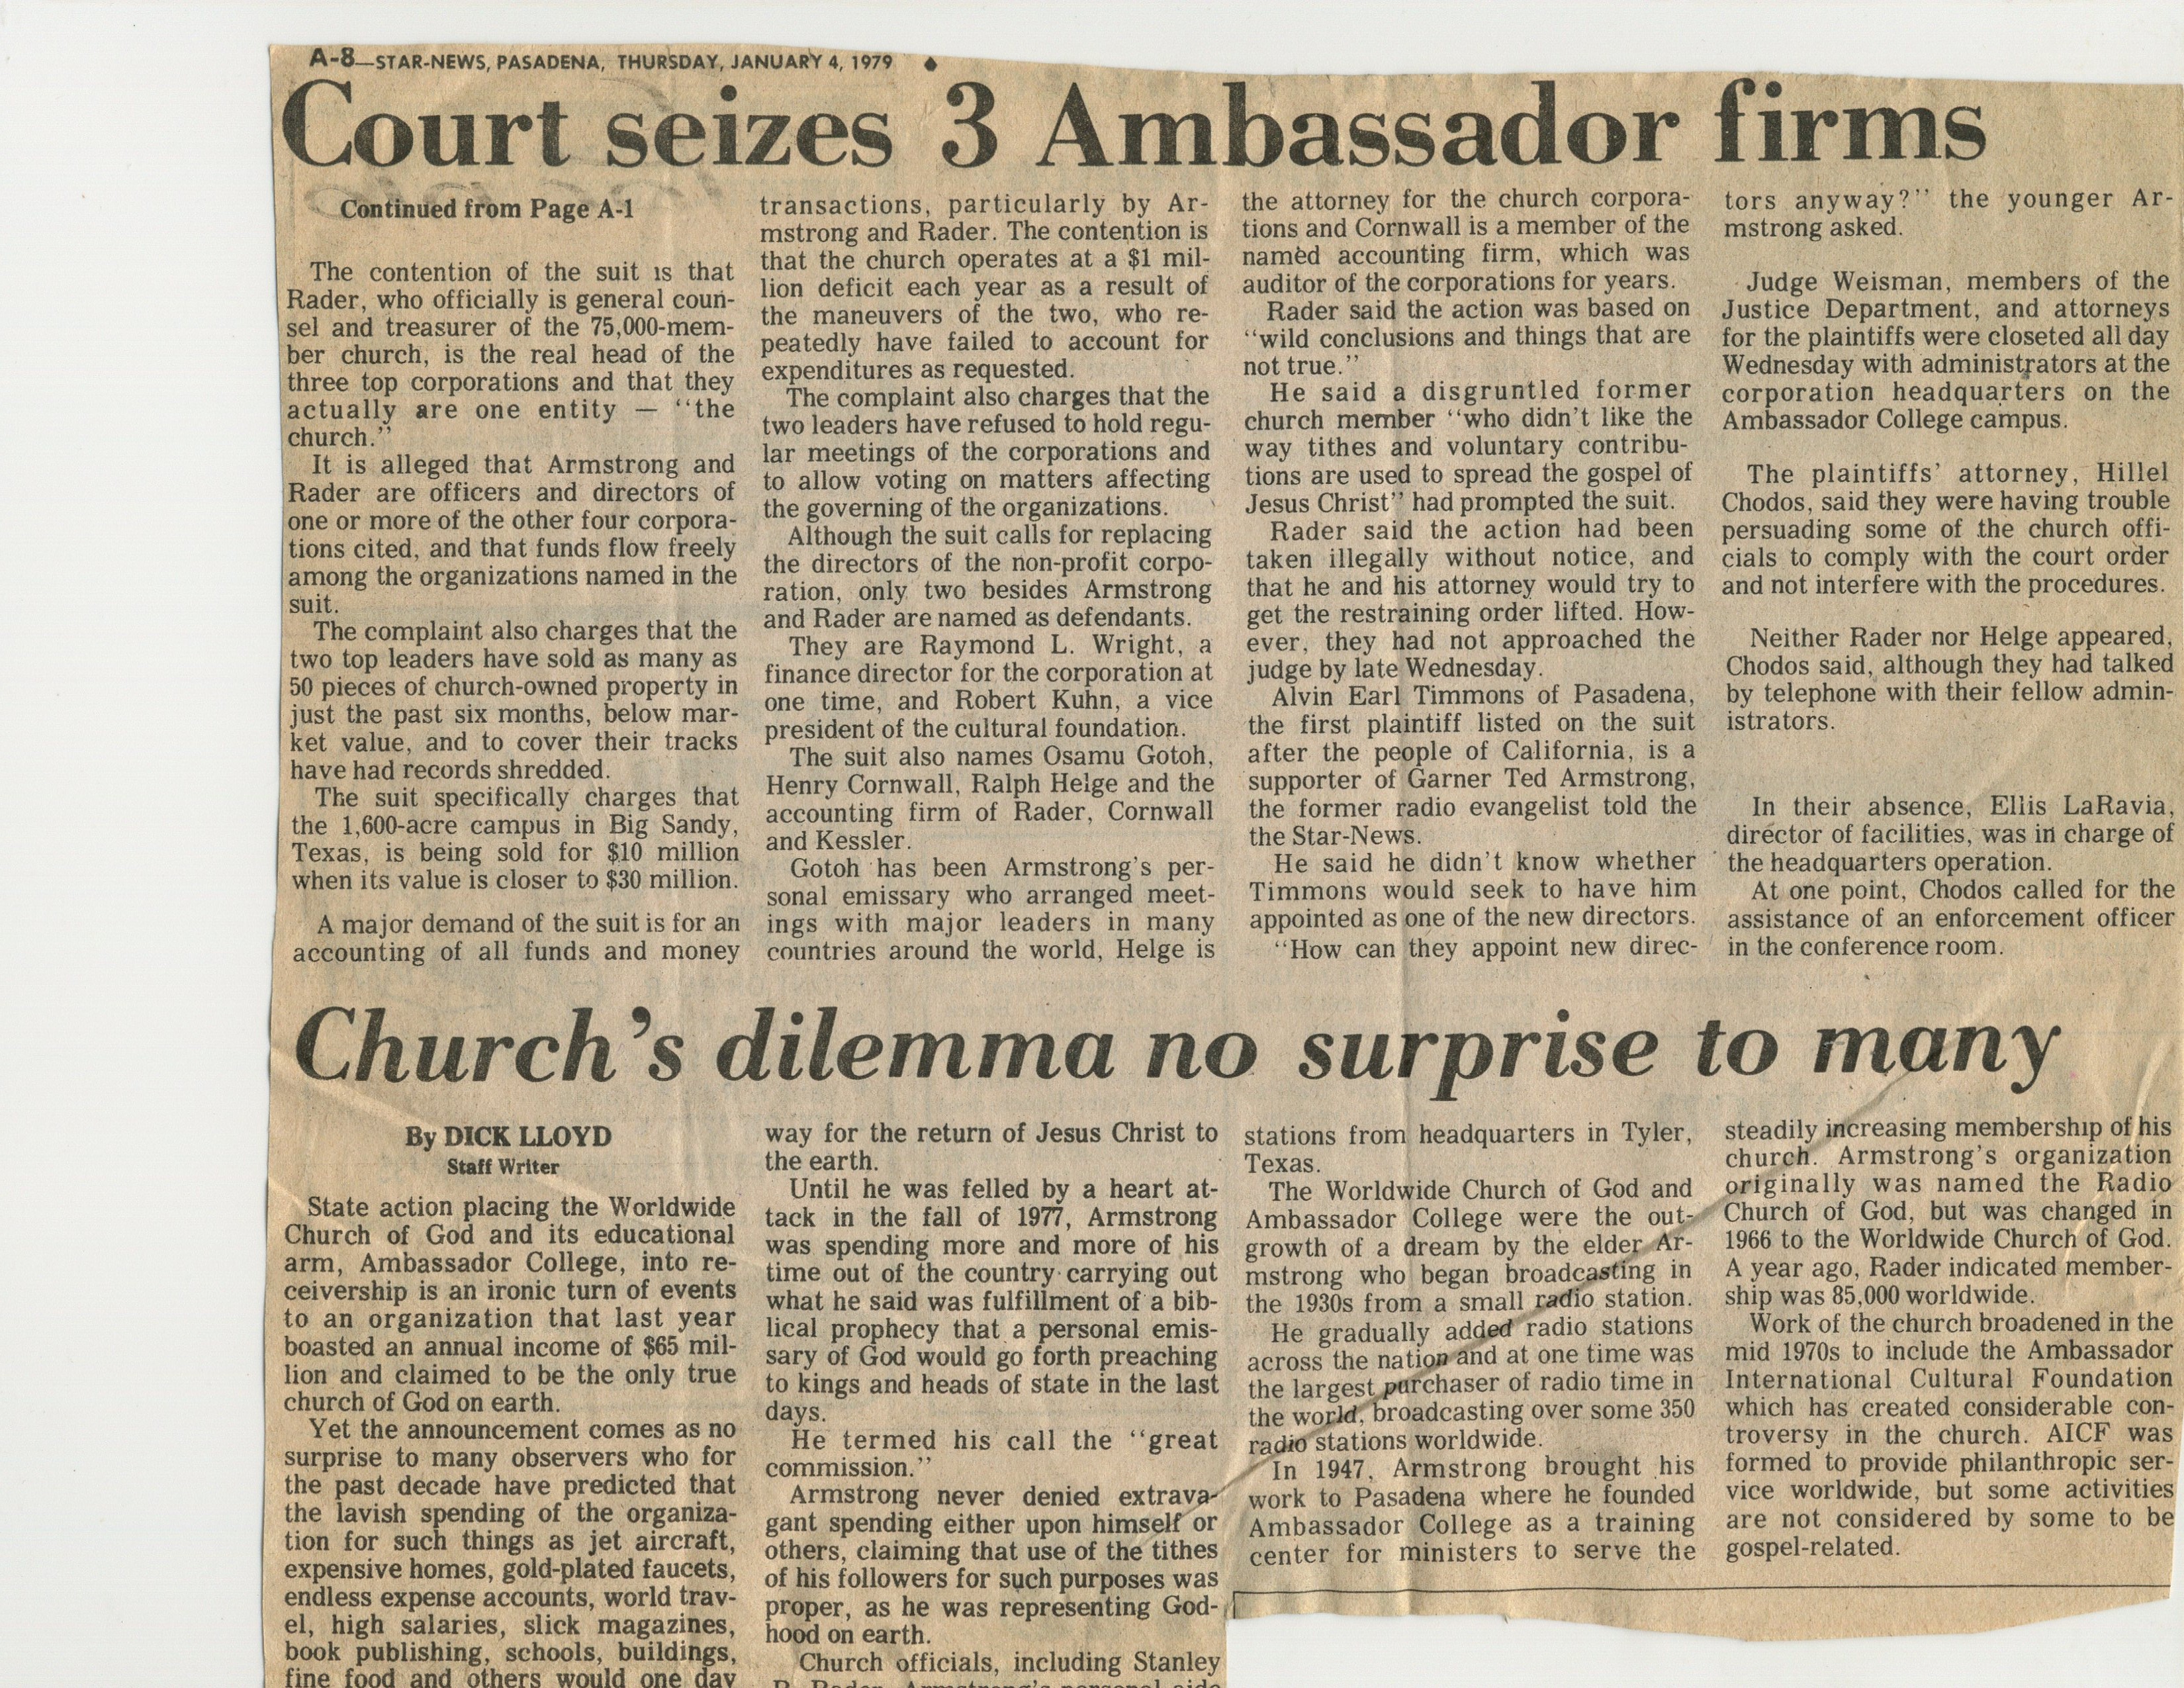 A-8—STAR-NEWS, PASADENA, THURSDAY, JANUARY 4, 1979
Court seizes 3 Ambassador firms
Continued from Page A-1
The contention of the suit is that
Rader, who officially is general coun-
sel and treasurer of the 75,000-mem-
ber church, is the real head of the
three top corporations and that they
actually are one entity — "the
church."
It is alleged that Armstrong and
Rader are officers and directors of
one or more of the other four corpora-
tions cited, and that funds flow freely
among the organizations named in the
suit.
The complaint also charges that the
two top leaders have sold as many as
50 pieces of church-owned property in
just the past six months, below mar-
ket value, and to cover their tracks
have had records shredded.
The suit specifically charges that
the 1,600-acre campus in Big Sandy,
Texas, is being sold for $10 million
when its value is closer to $30 million.
A major demand of the suit is for an
accounting of all funds and money
transactions, particularly by Ar-
mstrong and Rader. The contention is
that the church operates at a $1 mil-
lion deficit each year as a result of
the maneuvers of the two, who re-
peatedly have failed to account for
expenditures as requested.
The complaint also charges that the
two leaders have refused to hold regu-
lar meetings of the corporations and
to allow voting on matters affecting
the governing of the organizations.
Although the suit calls for replacing
the directors of the non-profit corpo-
ration, only two besides Armstrong
and Rader are named as defendants.
They are Raymond L. Wright, a
finance director for the corporation at
one time, and Robert Kuhn, a vice
president of the cultural foundation.
The suit also names Osamu Gotoh,
Henry Cornwall, Ralph Helge and the
accounting firm of Rader, Cornwall
and Kessler.
Gotoh has been Armstrong's per-
sonal emissary who arranged meet-
ings with major leaders in many
countries around the world, Helge is
the attorney for the church corpora-
tions and Cornwall is a member of the
named accounting firm, which was
auditor of the corporations for years.
Rader said the action was based on
"wild conclusions and things that are
not true."
He said a disgruntled former
church member "who didn't like the
way tithes and voluntary contribu-
tions are used to spread the gospel of
Jesus Christ" had prompted the suit.
Rader said the action had been
taken illegally without notice, and
that he and his attorney would try to
get the restraining order lifted. How-
ever, they had not approached the
judge by late Wednesday.
Alvin Earl Timmons of Pasadena,
the first plaintiff listed on the suit
after the people of California, is a
supporter of Garner Ted Armstrong,
the former radio evangelist told the
the Star-News.
He said he didn't know whether
Timmons would seek to have him
appointed as one of the new directors.
"How can they appoint new direc-
tors anyway?" the younger Ar-
mstrong asked.
Judge Weisman, members of the
Justice Department, and attorneys
for the plaintiffs were closeted all day
Wednesday with administrators at the
corporation headquarters on the
Ambassador College campus.
The plaintiffs' attorney, Hillel
Chodos, said they were having trouble
persuading some of the church offi-
cials to comply with the court order
and not interfere with the procedures.
Neither Rader nor Helge appeared,
Chodos said, although they had talked
by telephone with their fellow admin-
istrators.
In their absence, Ellis LaRavia,
director of facilities, was in charge of
the headquarters operation.
At one point, Chodos called for the
assistance of an enforcement officer
in the conference room.
Church's dilemma no surprise to many
By DICK LLOYD
Staff Writer
State action placing the Worldwide
Church of God and its educational
arm, Ambassador College, into re-
ceivership is an ironic turn of events
to an organization that last year
boasted an annual income of $65 mil-
lion and claimed to be the only true
church of God on earth.
Yet the announcement comes as no
surprise to many observers who for
the past decade have predicted that
the lavish spending of the organiza-
tion for such things as jet aircraft,
expensive homes, gold-plated faucets,
endless expense accounts, world trav-
el, high salaries, slick magazines,
book publishing, schools, buildings,
fine food and others would one day
way for the return of Jesus Christ to
the earth.
Until he was felled by a heart at-
tack in the fall of 1977, Armstrong
was spending more and more of his
time out of the country carrying out
what he said was fulfillment of a bib-
lical prophecy that a personal emis-
sary of God would go forth preaching
to kings and heads of state in the last
days.
He termed his call the "great
commission."
Armstrong never denied extrava-
gant spending either upon himself or
others, claiming that use of the tithes
of his followers for such purposes was
proper, as he was representing God-
hood on earth.
Church officials, including Stanley
R. Rader, Armstrong's personal aide
stations from headquarters in Tyler,
Texas.
The Worldwide Church of God and
Ambassador College were the out-
growth of a dream by the elder Ar-
mstrong who began broadcasting in
the 1930s from a small radio station.
He gradually added radio stations
across the nation and at one time was
the largest purchaser of radio time in
the world, broadcasting over some 350
radio stations worldwide.
In 1947, Armstrong brought his
work to Pasadena where he founded
Ambassador College as a training
center for ministers to serve the
steadily increasing membership of his
church. Armstrong's organization
originally was named the Radio
Church of God, but was changed in
1966 to the Worldwide Church of God.
A year ago, Rader indicated member-
ship was 85,000 worldwide.
Work of the church broadened in the
mid 1970s to include the Ambassador
International Cultural Foundation
which has created considerable con-
troversy in the church. AICF was
formed to provide philanthropic ser-
vice worldwide, but some activities
are not considered by some to be
gospel-related.